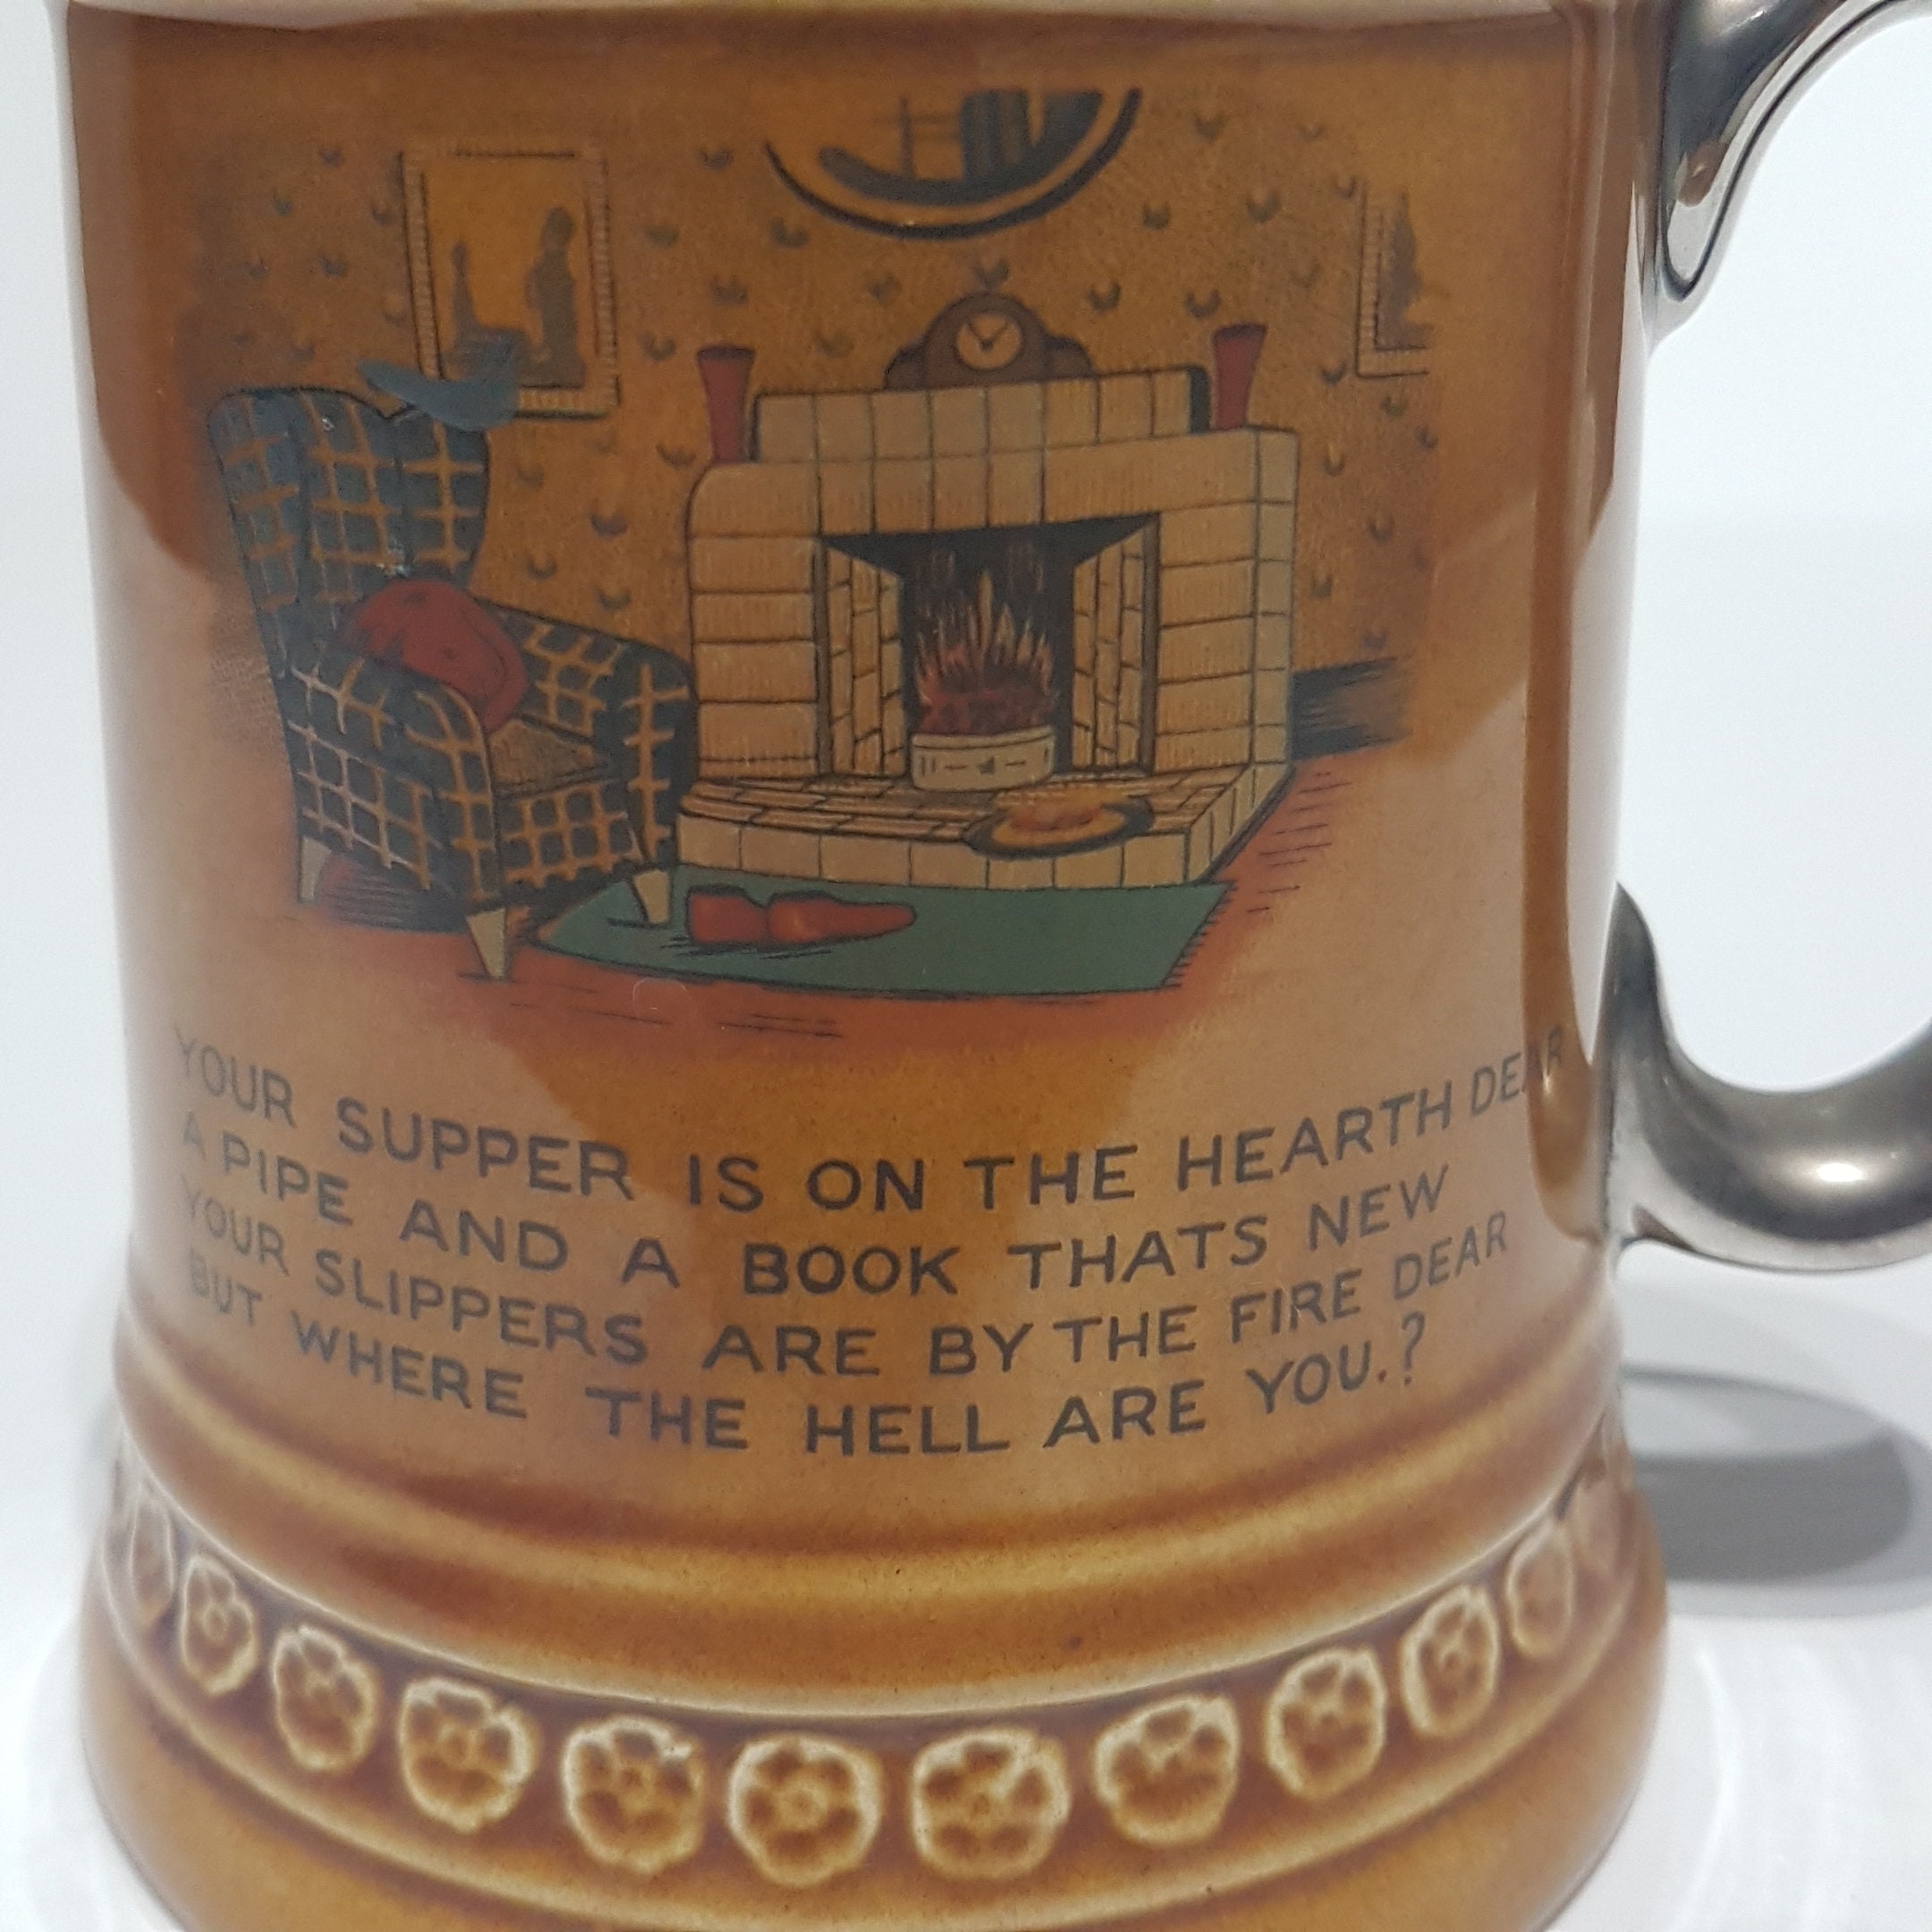 YOUR SUPPER IS ON THE HEARTH DEAR
A PIPE AND A BOOK THATS NEW
YOUR SLIPPERS ARE BY THE FIRE DEAR
BUT WHERE THE HELL ARE YOU.?